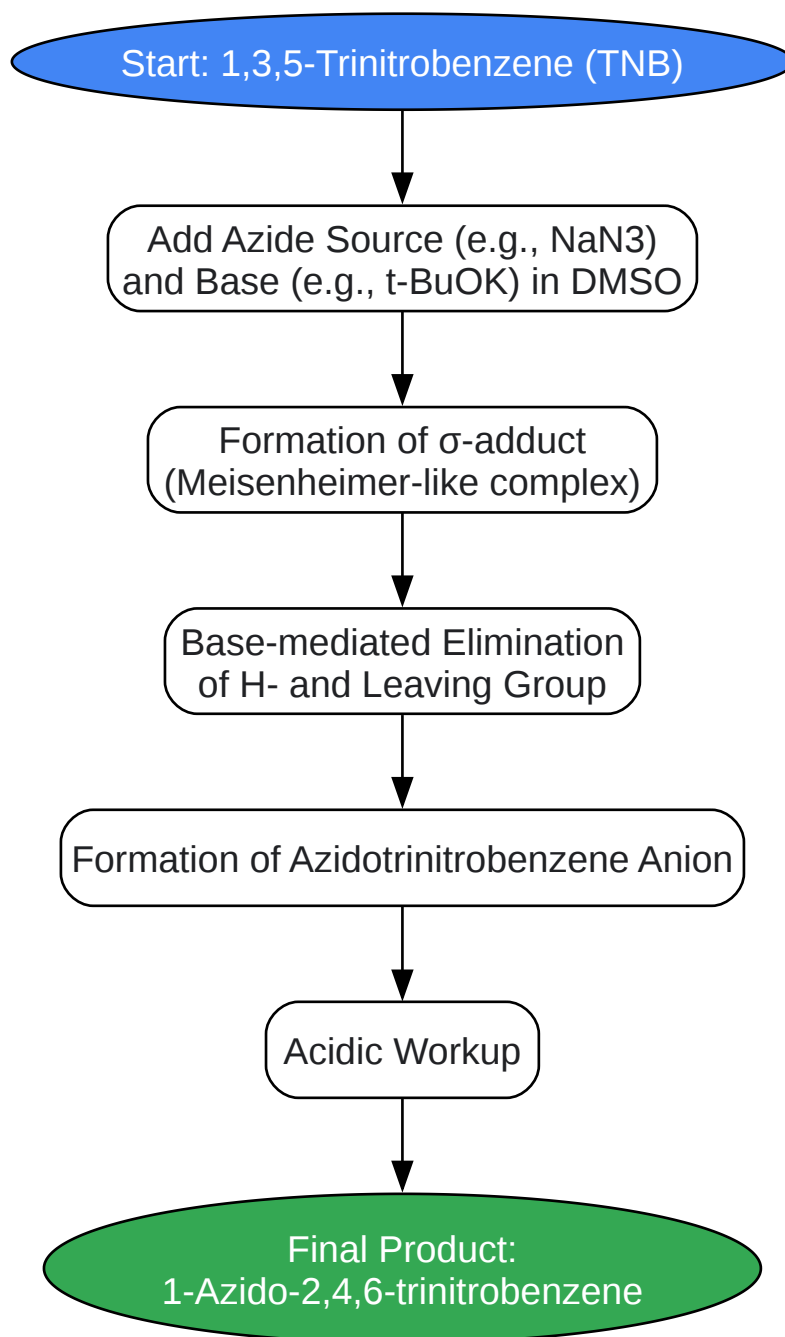 Start: 1,3,5-Trinitrobenzene (TNB)
Add Azide Source (e.g., NaN3)
and Base (e.g., t-BuOK) in DMSO
Formation of σ-adduct
(Meisenheimer-like complex)
Base-mediated Elimination
of H- and Leaving Group
Formation of Azidotrinitrobenzene Anion
Acidic Workup
Final Product:
1-Azido-2,4,6-trinitrobenzene